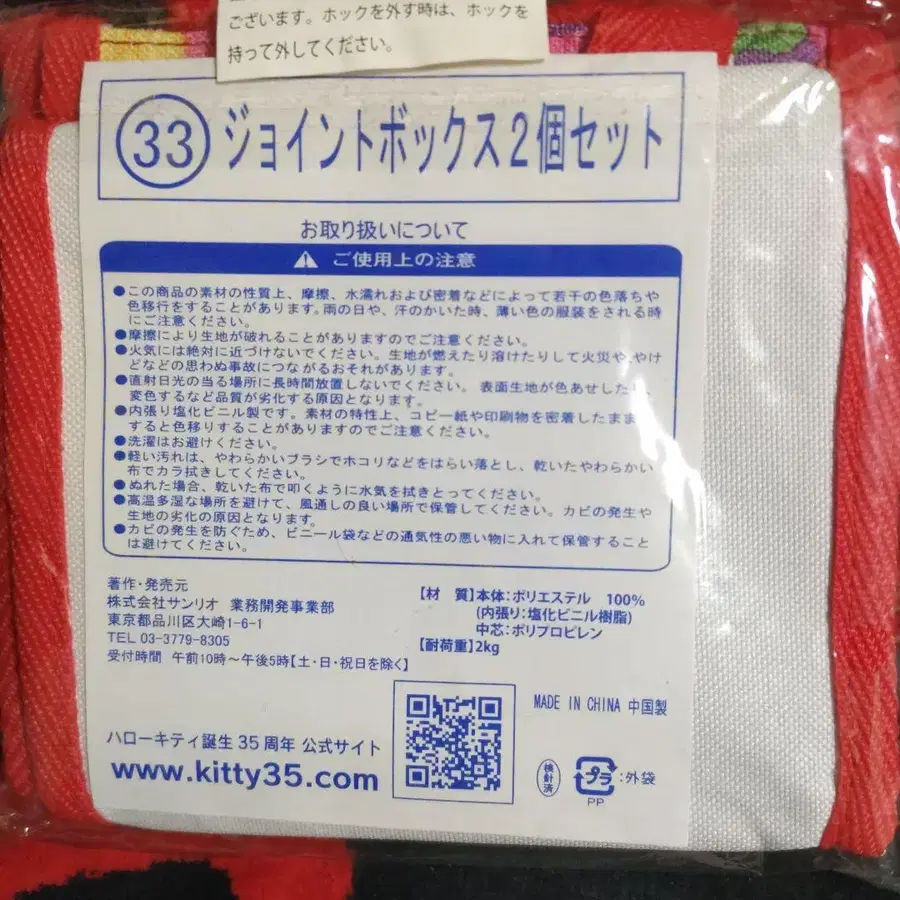 ございます。ホックを外す時は、ホックを
持って外してください。
33 ジョイントボックス2個セット
お取り扱いについて
ご使用上の注意
●この商品の素材の性質上、摩擦、水濡れおよび密着などによって若干の色落ちや
色移行をすることがあります。雨の日や、汗のかいた時、薄い色の服装をされる時
にご注意ください。
●摩擦により生地が破れることがありますのでご注意ください。
●火気には絶対に近づけないでください。生地が燃えたり溶けたりして火災や、やけ
どなどの思わぬ事故につながるおそれがあります。
●直射日光の当る場所に長時間放置しないでください。表面生地が色あせした
変色するなど品質が劣化する原因となります。
●内張り塩化ビニル製です。素材の特性上、コピー紙や印刷物を密着したまま
すると色移りすることがありますのでご注意ください。
●洗濯はお避けください。
●軽い汚れは、やわらかいブラシでホコリなどをはらい落とし、乾いたやわらかい
布でカラ拭きしてください。
●ぬれた場合、乾いた布で叩くように水気を拭きとってください。
●高温多湿な場所を避けて、風通しの良い場所で保管してください。カビの発生や
生地の劣化の原因となります。
●カビの発生を防ぐため、ビニール袋などの通気性の悪い物に入れて保管すること
は避けてください。
著作・発売元
株式会社サンリオ 業務開発事業部
東京都品川区大崎1-6-1
TEL 03-3779-8305
受付時間 午前10時~午後5時【土・日・祝日を除く】
【材 質】本体:ポリエステル 100%
(内張り:塩化ビニル樹脂)
中芯:ポリプロピレン
【耐荷重】2kg
MADE IN CHINA 中国製
ハローキティ誕生35周年 公式サイト
www.kitty35.com
検針済
プラ :外袋
PP